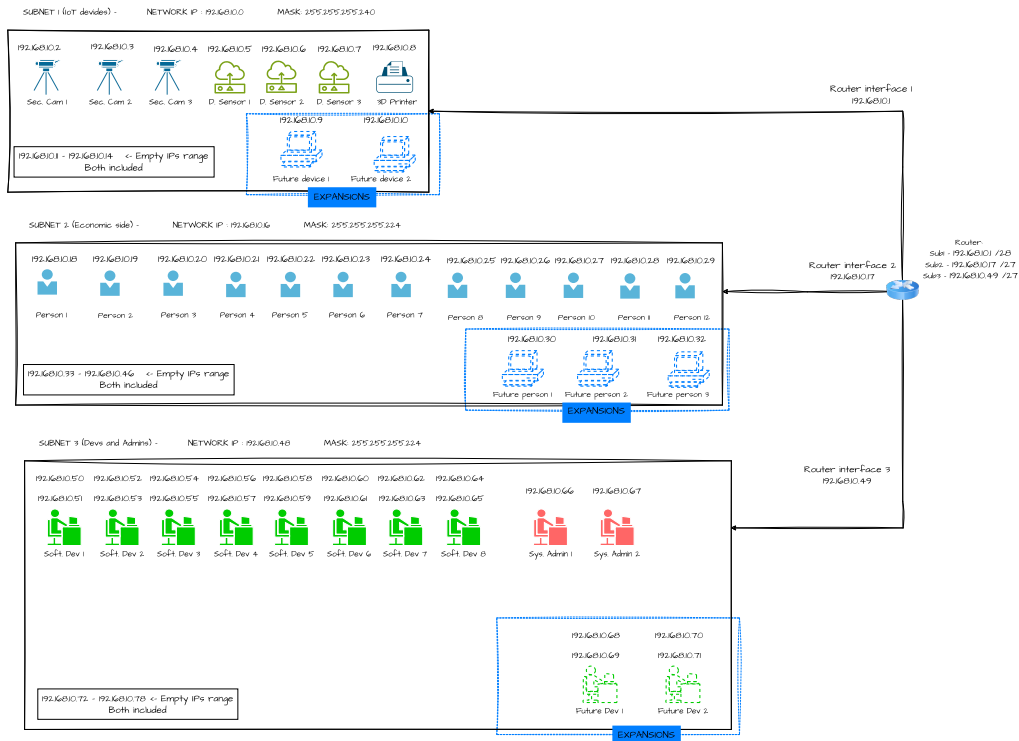 SUBNET 1 (IoT devides) - NETWORK IP : 192.168.10.0 MASK: 255.255.255.240
192.168.10.2 192.168.10.3 192.168.10.4 192.168.10.5 192.168.10.6 192.168.10.7 192.168.10.8
Sec. Cam 1 Sec. Cam 2 Sec. Cam 3 D. Sensor 1 D. Sensor 2 D. Sensor 3 3D Printer
192.168.10.9 192.168.10.10
192.168.10.11 - 192.168.10.14 <- Empty IPs range
Both included
Future device 1 Future device 2
EXPANSIONS
Router interface 1
192.168.10.1
SUBNET 2 (Economic side) - NETWORK IP : 192.168.10.16 MASK: 255.255.255.224
192.168.10.18 192.168.10.19 192.168.10.20 192.168.10.21 192.168.10.22 192.168.10.23 192.168.10.24 192.168.10.25 192.168.10.26 192.168.10.27 192.168.10.28 192.168.10.29
Person 1 Person 2 Person 3 Person 4 Person 5 Person 6 Person 7 Person 8 Person 9 Person 10 Person 11 Person 12
192.168.10.30 192.168.10.31 192.168.10.32
192.168.10.33 - 192.168.10.46 <- Empty IPs range
Both included
Future person 1 Future person 2 Future person 3
EXPANSIONS
Router interface 2
192.168.10.17
Router
Sub1 - 192.168.10.1 /28
Sub2 - 192.168.10.17 /27
Sub3 - 192.168.10.49 /27
SUBNET 3 (Devs and Admins) - NETWORK IP : 192.168.10.48 MASK: 255.255.255.224
192.168.10.50 192.168.10.52 192.168.10.54 192.168.10.56 192.168.10.58 192.168.10.60 192.168.10.62 192.168.10.64
192.168.10.66 192.168.10.67
192.168.10.51 192.168.10.53 192.168.10.55 192.168.10.57 192.168.10.59 192.168.10.61 192.168.10.63 192.168.10.65
Soft. Dev 1 Soft. Dev 2 Soft. Dev 3 Soft. Dev 4 Soft. Dev 5 Soft. Dev 6 Soft. Dev 7 Soft. Dev 8 Sys. Admin 1 Sys. Admin 2
Router interface 3
192.168.10.49
192.168.10.68 192.168.10.70
192.168.10.69 192.168.10.71
192.168.10.72 - 192.168.10.78 <- Empty IPs range
Both included
Future Dev 1 Future Dev 2
EXPANSIONS